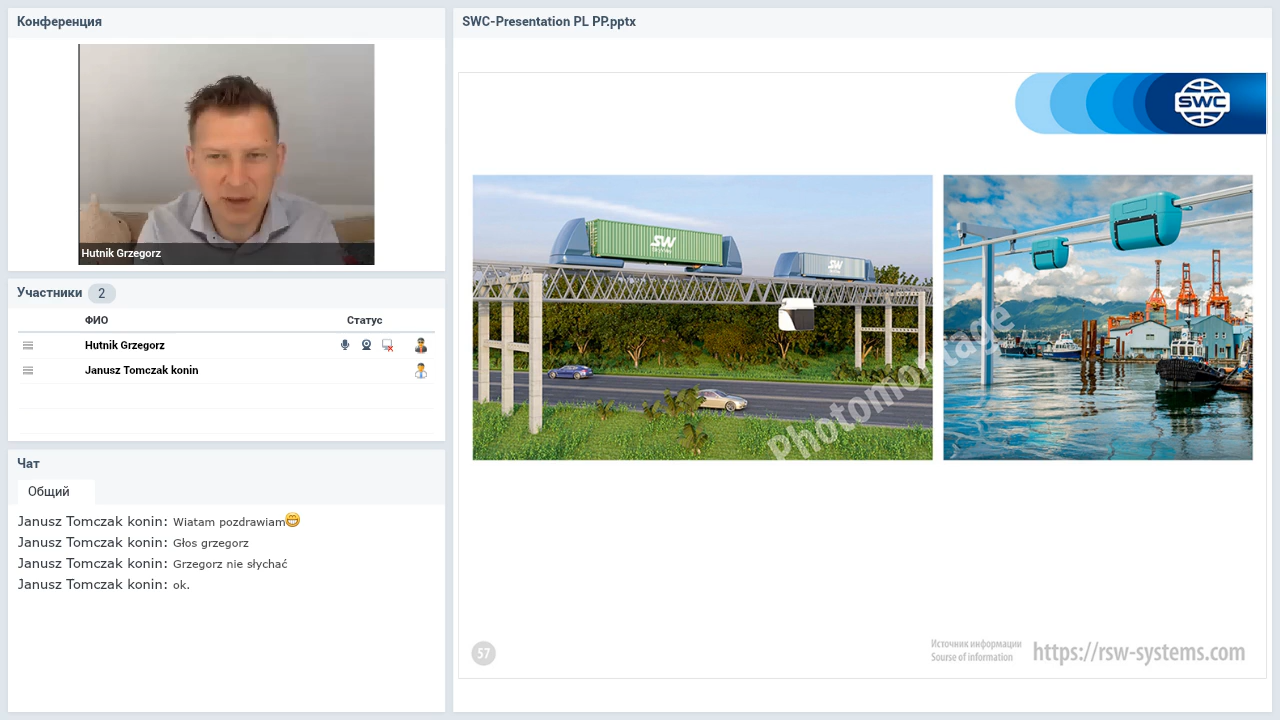 Конференция
Hutnik Grzegorz
Участники 2
ФИО Статус
Hutnik Grzegorz
Janusz Tomczak konin
Чат
Общий
Janusz Tomczak konin: Wiatam pozdrawiam
Janusz Tomczak konin: Głos grzegorz
Janusz Tomczak konin: Grzegorz nie słychać
Janusz Tomczak konin: ok.
SWC-Presentation PL PP.pptx
SWC
SW
Photomontage
57
Источник информации
Sourse of information
https://rsw-systems.com